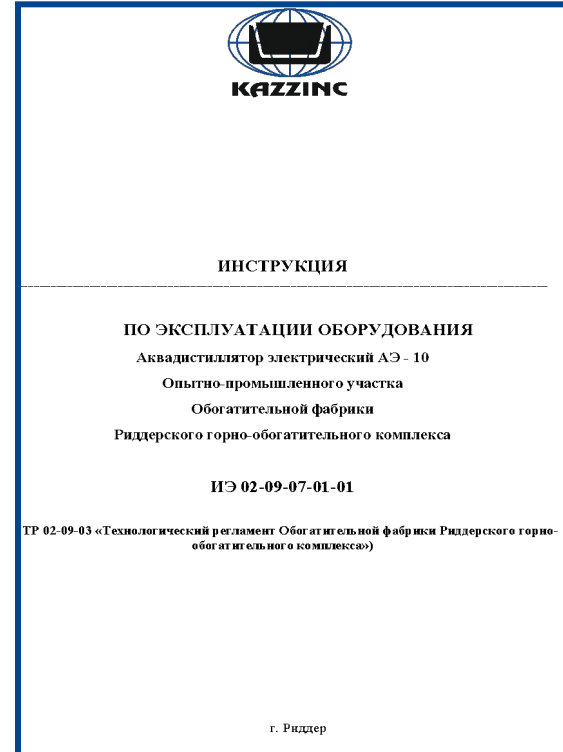 KAZZINC
ИНСТРУКЦИЯ
ПО ЭКСПЛУАТАЦИИ ОБОРУДОВАНИЯ
Аквадистиллятор электрический АЭ - 10
Опытно-промышленного участка
Обогатительной фабрики
Риддерского горно-обогатительного комплекса
ИЭ 02-09-07-01-01
ТР 02-09-03 «Технологический регламент Обогатительной фабрики Риддерского горно-
обогатительного комплекса»)
г. Риддер